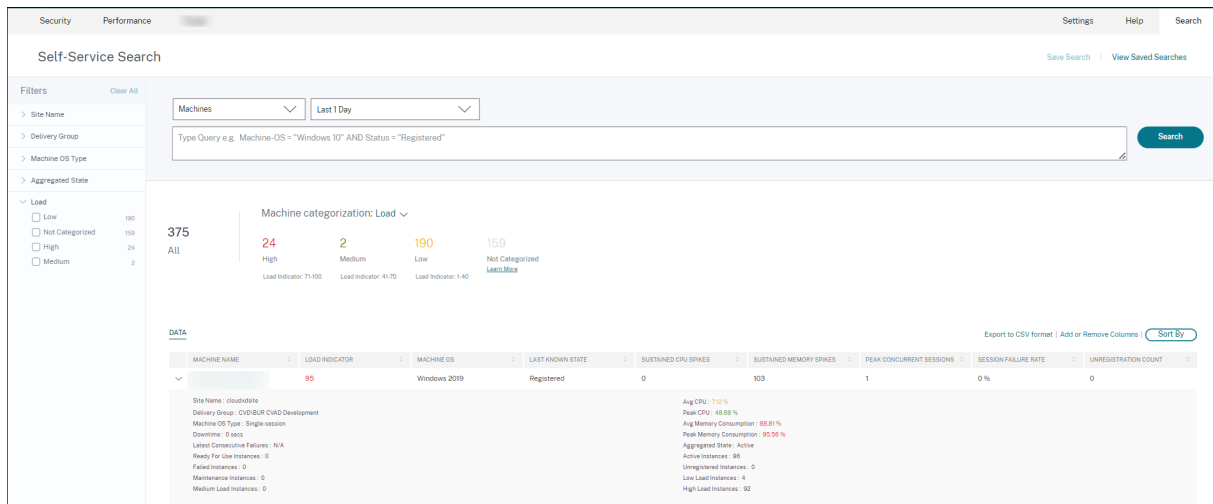 Security Performance Settings Help Search
Self-Service Search Save Search | View Saved Searches
Filters Clear All
Site Name
Delivery Group
Machine OS Type
Aggregated State
Load
Low 190
Not Categorized 159
High 24
Medium 2
Machines Last 1 Day
Type Query e.g. Machine-OS = "Windows 10" AND Status = "Registered"
Search
375
All
Machine categorization: Load
24 2 190 159
High Medium Low Not Categorized
Load Indicator: 71-100 Load Indicator: 41-70 Load Indicator: 1-40 Learn More
DATA
Export to CSV format | Add or Remove Columns | Sort By
MACHINE NAME LOAD INDICATOR MACHINE OS LAST KNOWN STATE SUSTAINED CPU SPIKES SUSTAINED MEMORY SPIKES PEAK CONCURRENT SESSIONS SESSION FAILURE RATE UNREGISTRATION COUNT
95 Windows 2019 Registered 0 103 1 0 % 0
Site Name : cloudxdsite
Delivery Group : CVD\BUR CVAD Development
Machine OS Type : Single-session
Downtime : 0 secs
Latest Consecutive Failures : N/A
Ready For Use Instances : 0
Failed Instances : 0
Maintenance Instances : 0
Medium Load Instances : 0
Avg CPU : 7.12 %
Peak CPU : 48.68 %
Avg Memory Consumption : 88.81 %
Peak Memory Consumption : 95.56 %
Aggregated State : Active
Active Instances : 96
Unregistered Instances : 0
Low Load Instances : 4
High Load Instances : 92